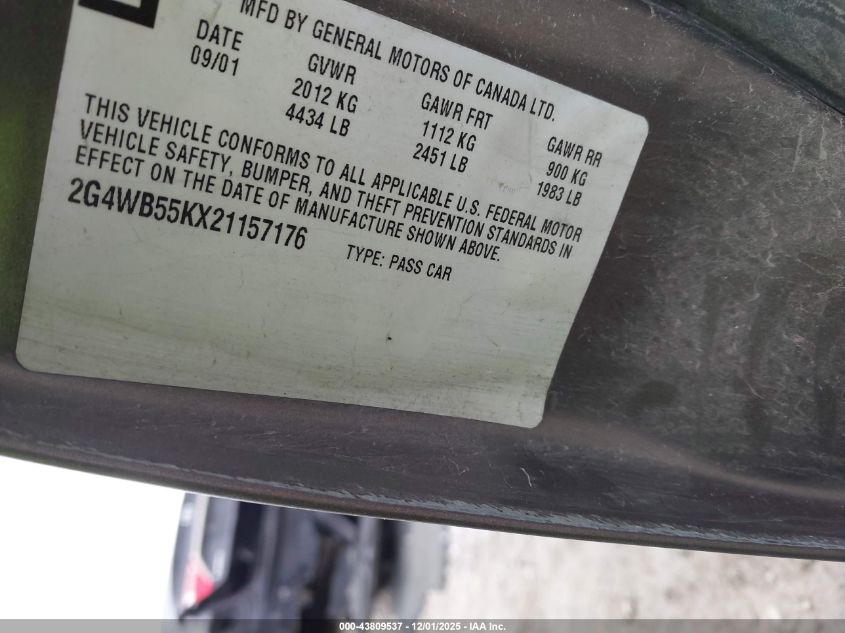 MFD BY GENERAL MOTORS OF CANADA LTD.
DATE GVWR GAWR FRT GAWR RR
09/01 2012 KG 1112 KG 900 KG
4434 LB 2451 LB 1983 LB
THIS VEHICLE CONFORMS TO ALL APPLICABLE U.S. FEDERAL MOTOR
VEHICLE SAFETY, BUMPER, AND THEFT PREVENTION STANDARDS IN
EFFECT ON THE DATE OF MANUFACTURE SHOWN ABOVE.
2G4WB55KX21157176 TYPE: PASS CAR
000-43809537 - 12/01/2025 - IAA Inc.